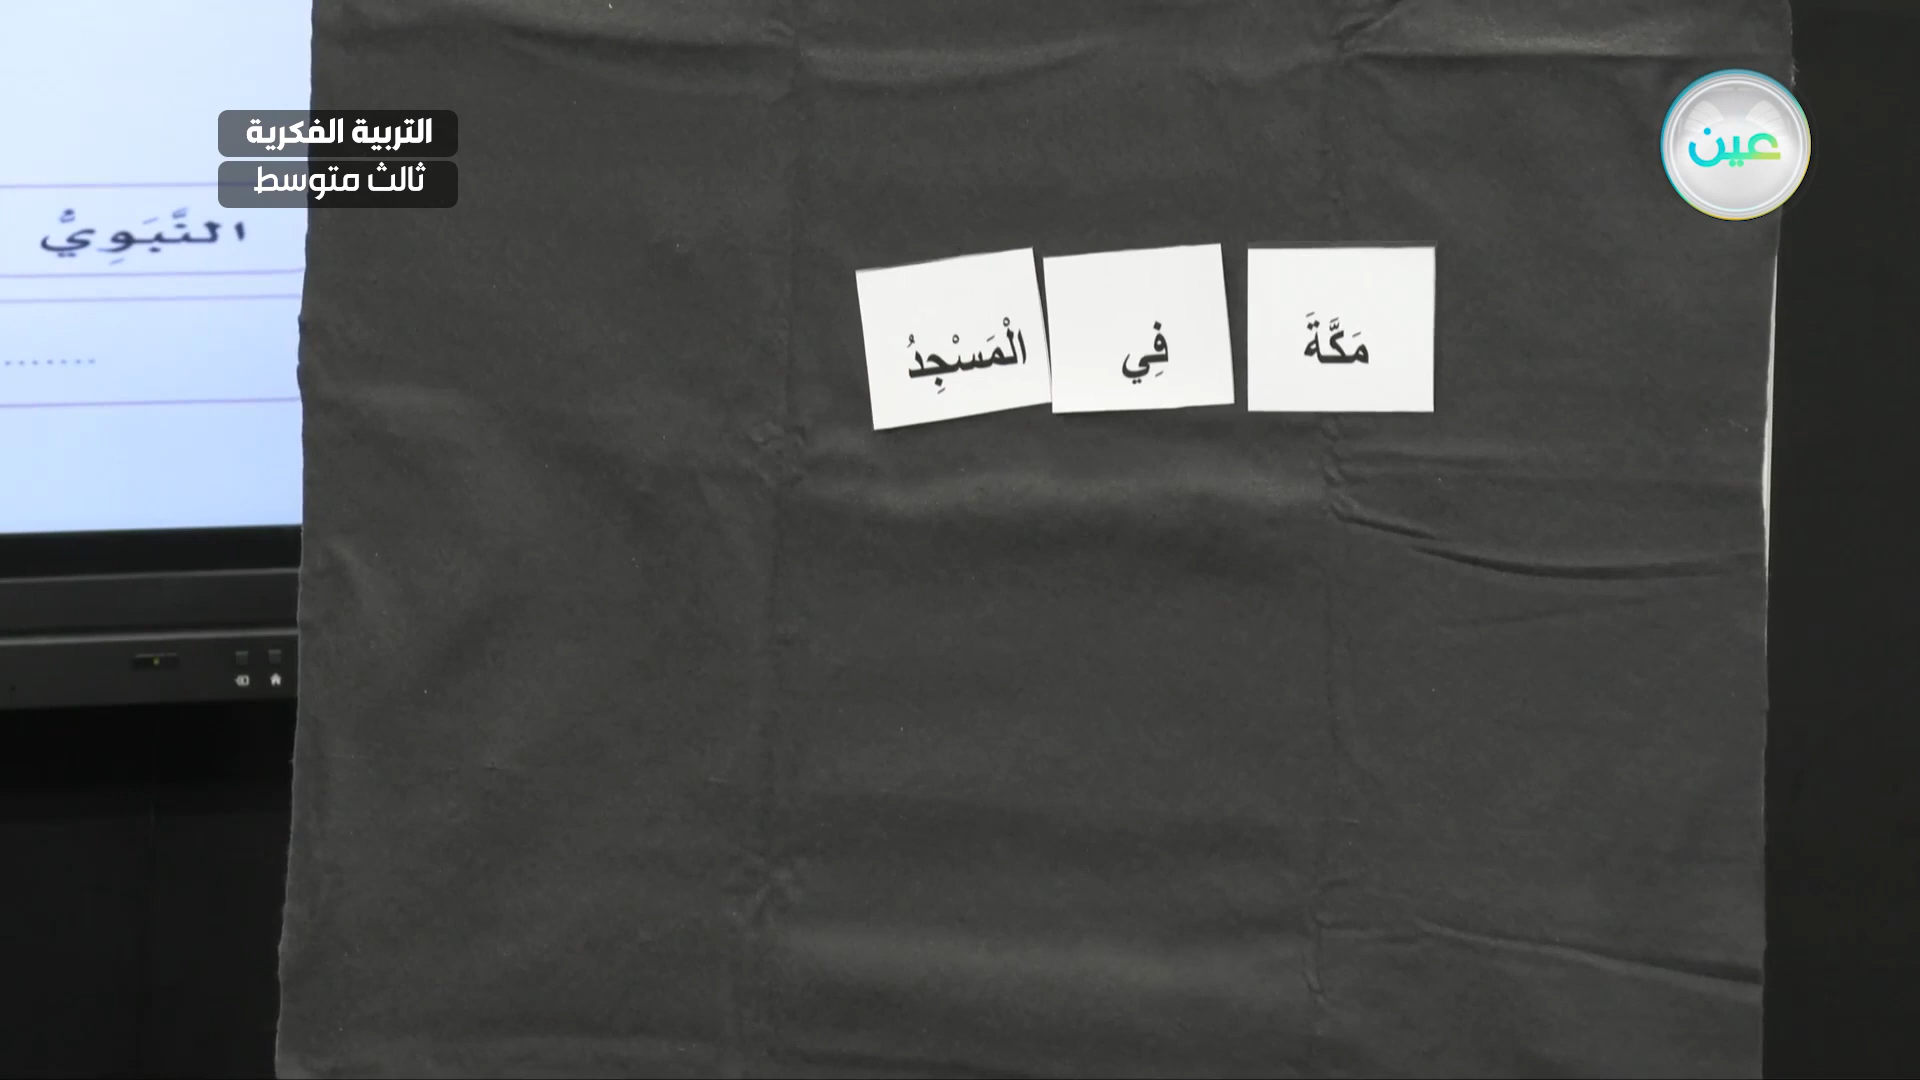 التربية الفكرية
ثالث متوسط
عين
النَّبَوِيُّ
مَكَّةَ فِي الْمَسْجِدُ